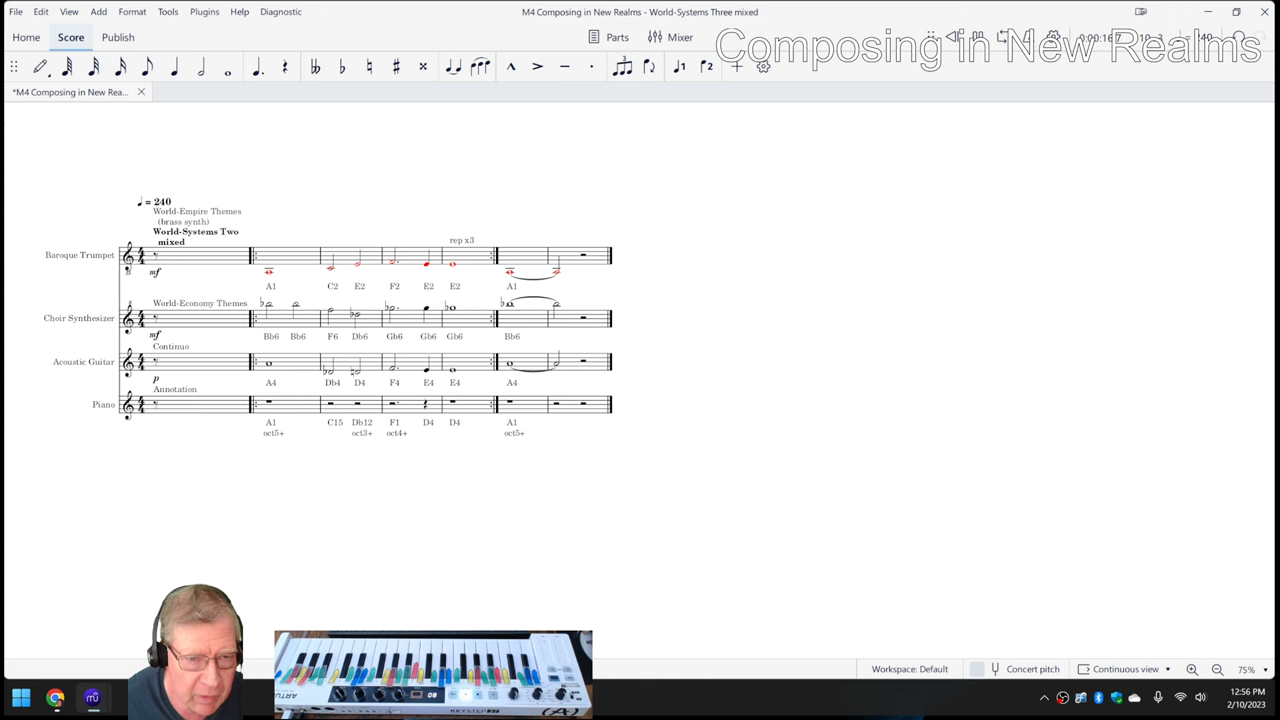 File Edit View Add Format Tools Plugins Help Diagnostic
M4 Composing in New Realms - World-Systems Three mixed
Home Score Publish
Parts Mixer
Composing in New Realms
*M4 Composing in New Rea...
= 240
World-Empire Themes
(brass synth)
World-Systems Two
mixed
rep x3
Baroque Trumpet
mf
A1 C2 E2 F2 E2 E2 A1
World-Economy Themes
Choir Synthesizer
mf
Bb6 Bb6 F6 Db6 Gb6 Gb6 Gb6 Bb6
Continuo
Acoustic Guitar
p
A4 Db4 D4 F4 E4 E4 A4
Annotation
Piano
A1 C15 Db12 F1 D4 D4 A1
oct5+ oct3+ oct4+ oct5+
Workspace: Default Concert pitch Continuous view 75%
12:56 PM
2/10/2023